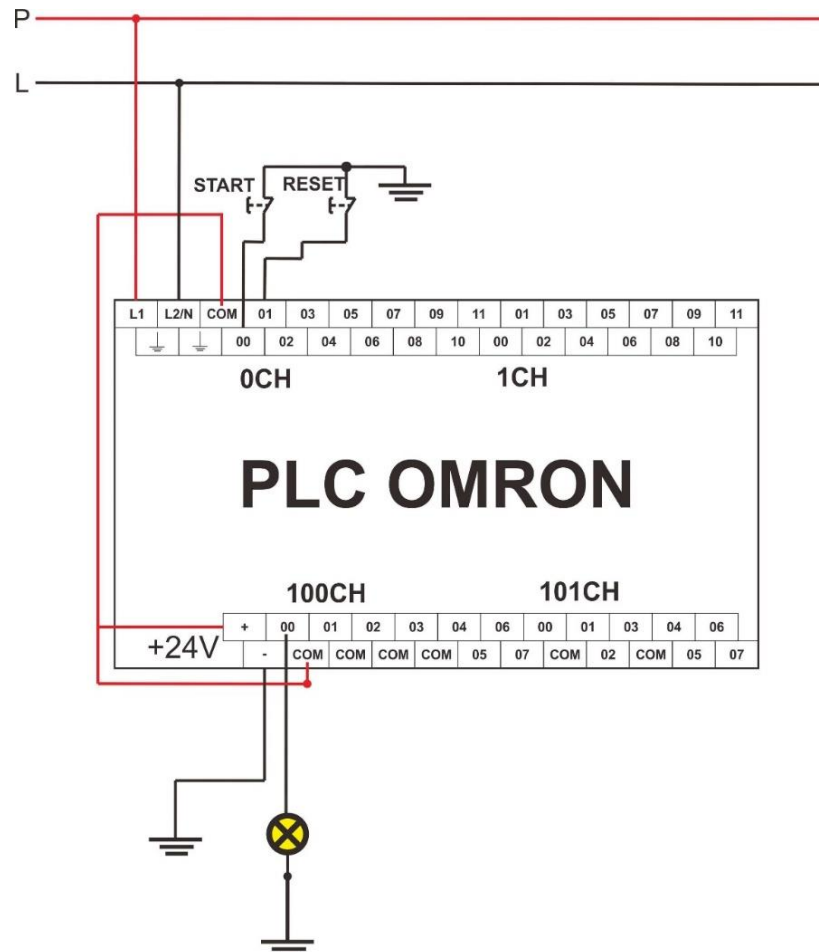 P
L
START RESET
L1 L2/N COM 01 03 05 07 09 11 01 03 05 07 09 11
00 02 04 06 08 10 00 02 04 06 08 10
0CH 1CH
PLC OMRON
100CH 101CH
+ 00 01 02 03 04 06 00 01 03 04 06
+24V - COM COM COM COM 05 07 COM 02 COM 05 07